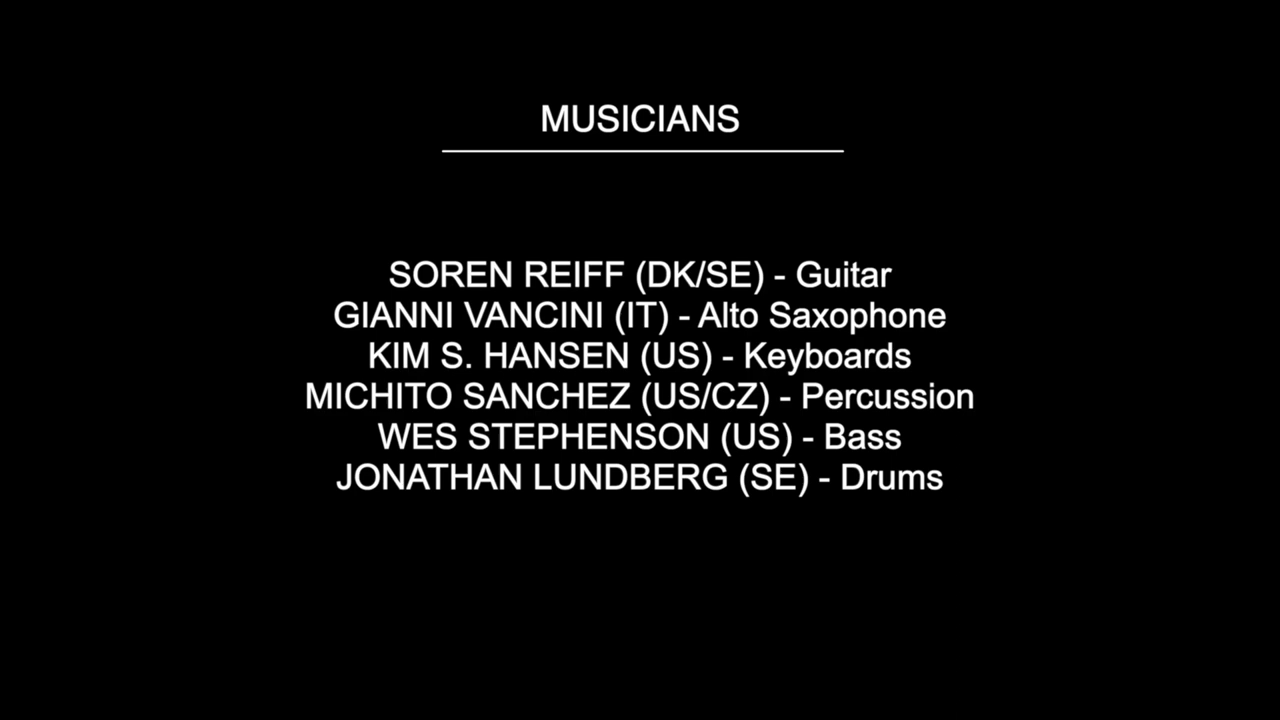 MUSICIANS
SOREN REIFF (DK/SE) - Guitar
GIANNI VANCINI (IT) - Alto Saxophone
KIM S. HANSEN (US) - Keyboards
MICHITO SANCHEZ (US/CZ) - Percussion
WES STEPHENSON (US) - Bass
JONATHAN LUNDBERG (SE) - Drums